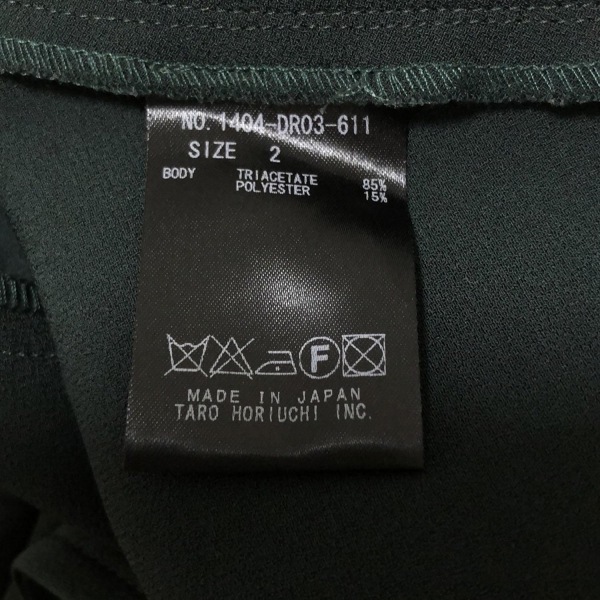 NO.1404-DR03-611
SIZE 2
BODY TRIACETATE 85%
POLYESTER 15%
F
MADE IN JAPAN
TARO HORIUCHI INC.